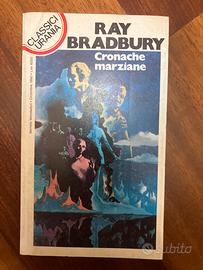 CLASSICI
URANIA
RAY
BRADBURY
Cronache
marziane
subito